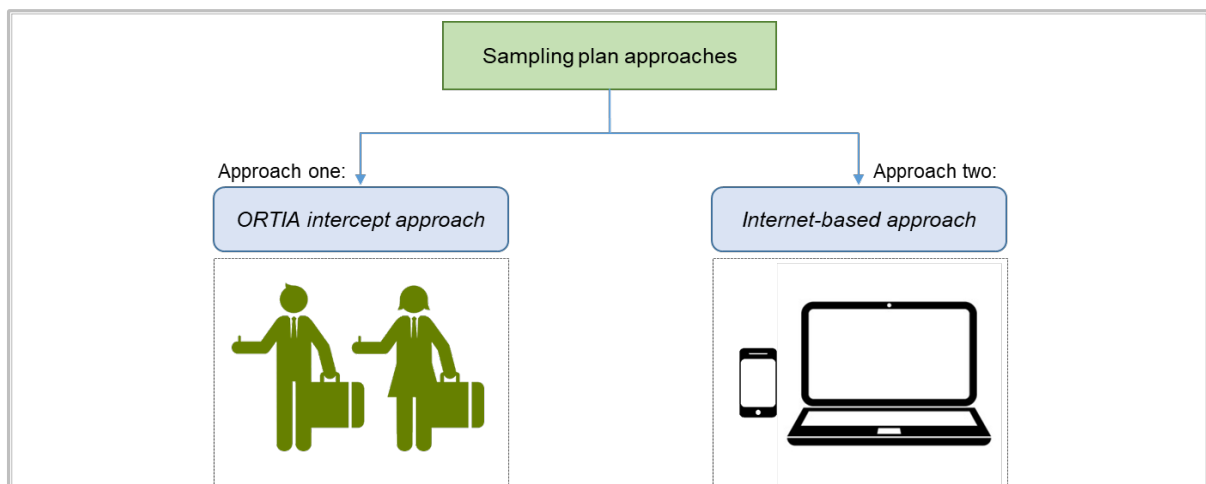 Sampling plan approaches
Approach one:
ORTIA intercept approach
Approach two:
Internet-based approach